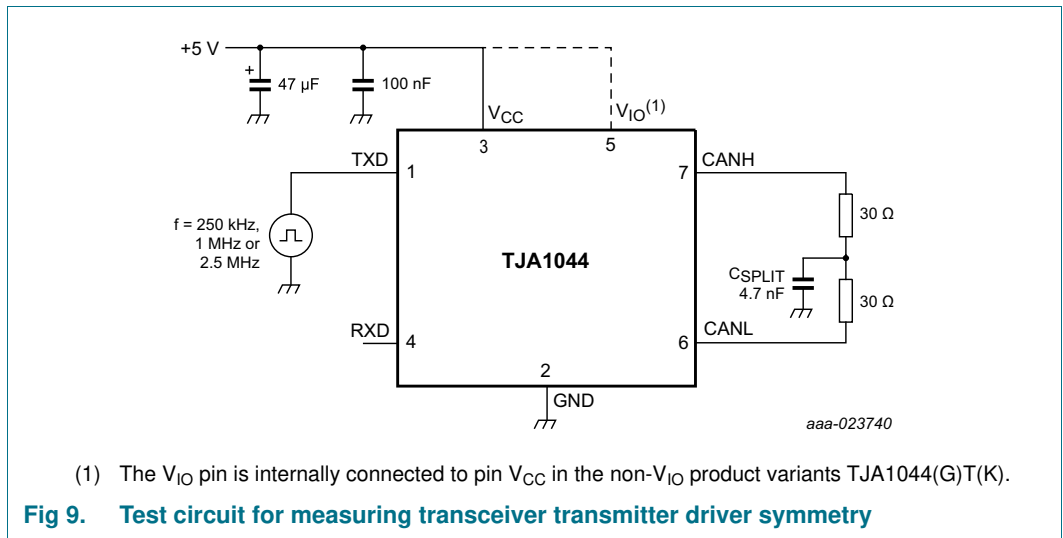 +5 V
+
47 µF
100 nF
VCC
VIO(1)
3
5
TXD
1
7
CANH
30 Ω
f = 250 kHz,
1 MHz or
2.5 MHz
TJA1044
CSPLIT
4.7 nF
30 Ω
RXD
4
6
CANL
2
GND
aaa-023740
(1) The VIO pin is internally connected to pin VCC in the non-VIO product variants TJA1044(G)T(K).
Fig 9. Test circuit for measuring transceiver transmitter driver symmetry